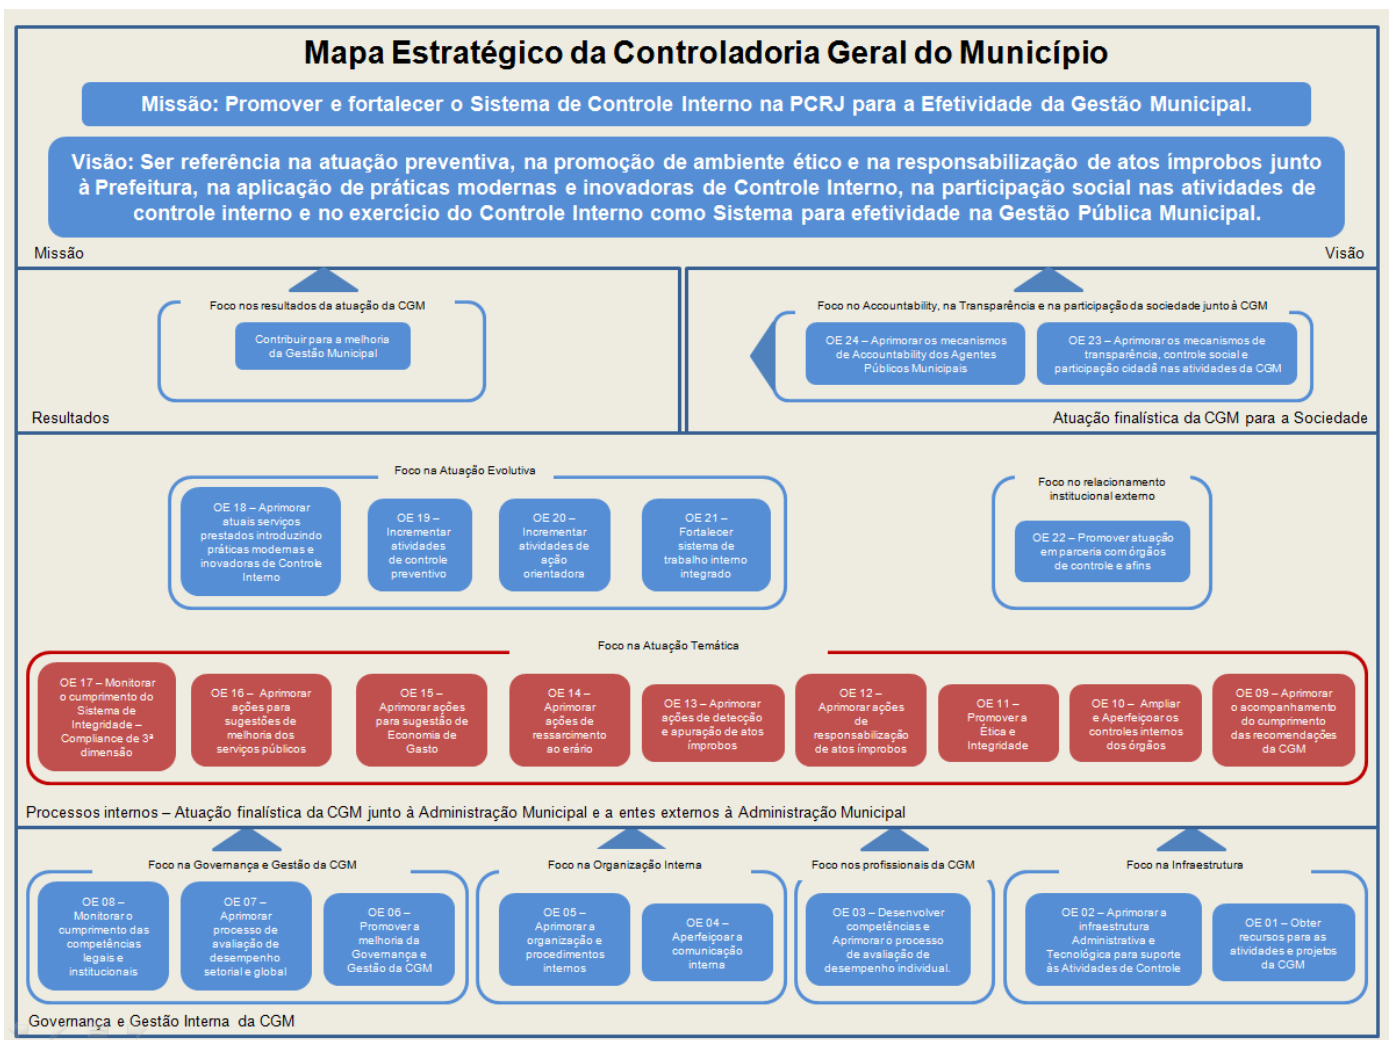 Mapa Estratégico da Controladoria Geral do Município
Missão: Promover e fortalecer o Sistema de Controle Interno na PCRJ para a Efetividade da Gestão Municipal.
Visão: Ser referência na atuação preventiva, na promoção de ambiente ético e na responsabilização de atos ímprobos junto
à Prefeitura, na aplicação de práticas modernas e inovadoras de Controle Interno, na participação social nas atividades de
controle interno e no exercício do Controle Interno como Sistema para efetividade na Gestão Pública Municipal.
Missão
Visão
Foco nos resultados da atuação da CGM
Contribuir para a melhoria
da Gestão Municipal
Resultados
Foco no Accountability, na Transparência e na participação da sociedade junto à CGM
OE 24 – Aprimorar os mecanismos
de Accountability dos Agentes
Públicos Municipais
OE 23 – Aprimorar os mecanismos de
transparência, controle social e
participação cidadã nas atividades da CGM
Atuação finalística da CGM para a Sociedade
Foco na Atuação Evolutiva
OE 18 – Aprimorar
atuais serviços
prestados introduzindo
práticas modernas e
inovadoras de Controle
Interno
OE 19 –
Incrementar
atividades
de controle
preventivo
OE 20 –
Incrementar
atividades de
ação
orientadora
OE 21 –
Fortalecer
sistema de
trabalho interno
integrado
Foco no relacionamento
institucional externo
OE 22 – Promover atuação
em parceria com órgãos
de controle e afins
Foco na Atuação Temática
OE 17 – Monitorar
o cumprimento do
Sistema de
Integridade –
Compliance de 3ª
dimensão
OE 16 – Aprimorar
ações para
sugestões de
melhoria dos
serviços públicos
OE 15 –
Aprimorar ações
para sugestão de
Economia de
Gasto
OE 14 –
Aprimorar
ações de
ressarcimento
ao erário
OE 13 – Aprimorar
ações de detecção
e apuração de atos
ímprobos
OE 12 –
Aprimorar ações
de
responsabilização
de atos ímprobos
OE 11 –
Promover a
Ética e
Integridade
OE 10 – Ampliar
e Aperfeiçoar os
controles internos
dos órgãos
OE 09 – Aprimorar
o acompanhamento
do cumprimento
das recomendações
da CGM
Processos internos – Atuação finalística da CGM junto à Administração Municipal e a entes externos à Administração Municipal
Foco na Governança e Gestão da CGM
OE 08 –
Monitorar o
cumprimento das
competências
legais e
institucionais
OE 07 –
Aprimorar
processo de
avaliação de
desempenho
setorial e global
OE 06 –
Promover a
melhoria da
Governança e
Gestão da CGM
Foco na Organização Interna
OE 05 –
Aprimorar a
organização e
procedimentos
internos
OE 04 –
Aperfeiçoar a
comunicação
interna
Foco nos profissionais da CGM
OE 03 – Desenvolver
competências e
Aprimorar o processo
de avaliação de
desempenho individual.
Foco na Infraestrutura
OE 02 – Aprimorar a
infraestrutura
Administrativa e
Tecnológica para suporte
às Atividades de Controle
OE 01 – Obter
recursos para as
atividades e projetos
da CGM
Governança e Gestão Interna da CGM